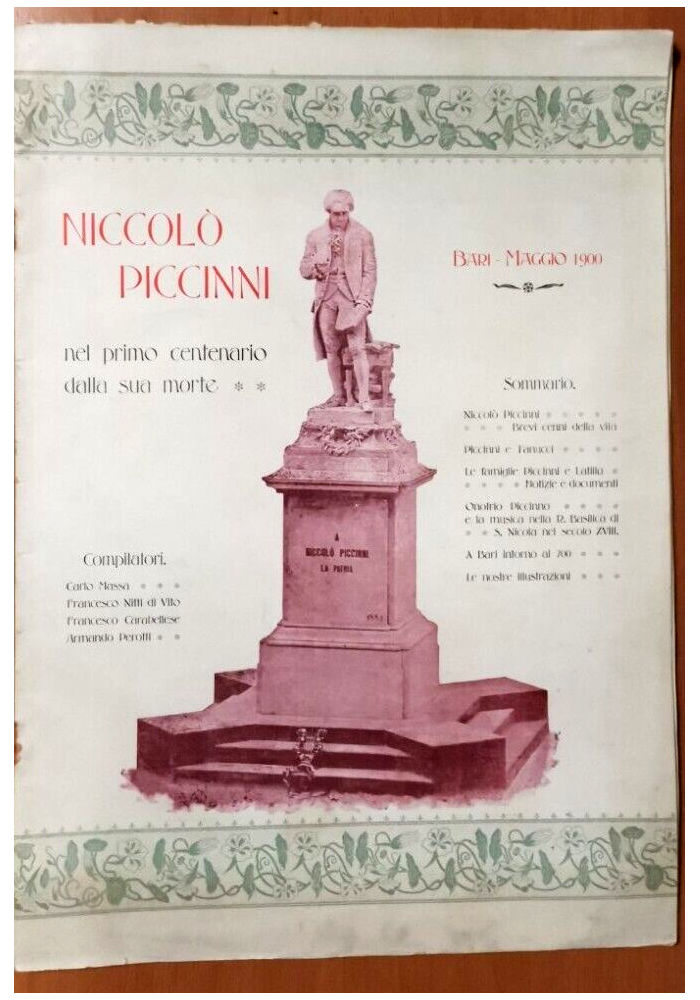 NICCOLÒ
PICCINNI
nel primo centenario
dalla sua morte * *
BARI - MAGGIO 1900
Sommario.
Niccolò Piccinni * * * * *
* * * Brevi cenni della vita
Piccinni e Tanucci * * * *
Le famiglie Piccinni e Latilla *
* * * * Notizie e documenti
Onofrio Piccinno * * * *
e la musica nella R. Basilica di
* * S. Nicola nel secolo XVIII.
A Bari intorno al 700 * * *
Le nostre illustrazioni * * *
Compilatori.
Carlo Massa * * *
Francesco Nitti di Vito
Francesco Carabellese
Armando Perotti * *
A
NICCOLÒ PICCINNI
LA PATRIA